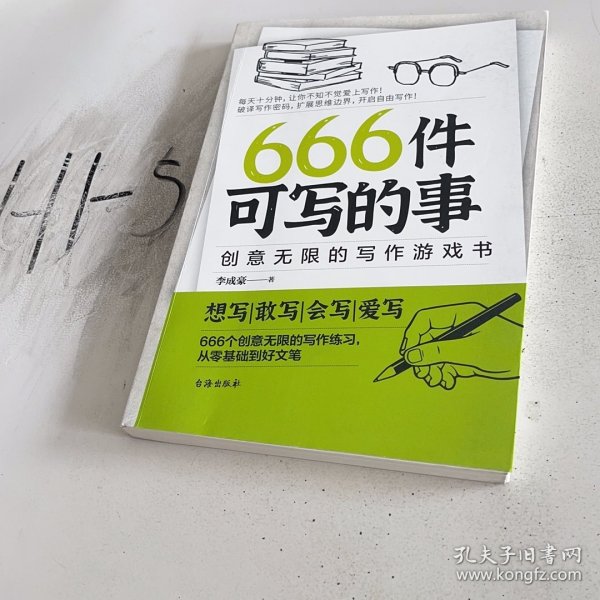 每天十分钟，让你不知不觉爱上写作！
破译写作密码，扩展思维边界，开启自由写作！
666件
可写的事
创意无限的写作游戏书
李成豪——著
想写|敢写|会写|爱写
666个创意无限的写作练习，
从零基础到好文笔
台海出版社
孔夫子旧书网
www.kongfz.com